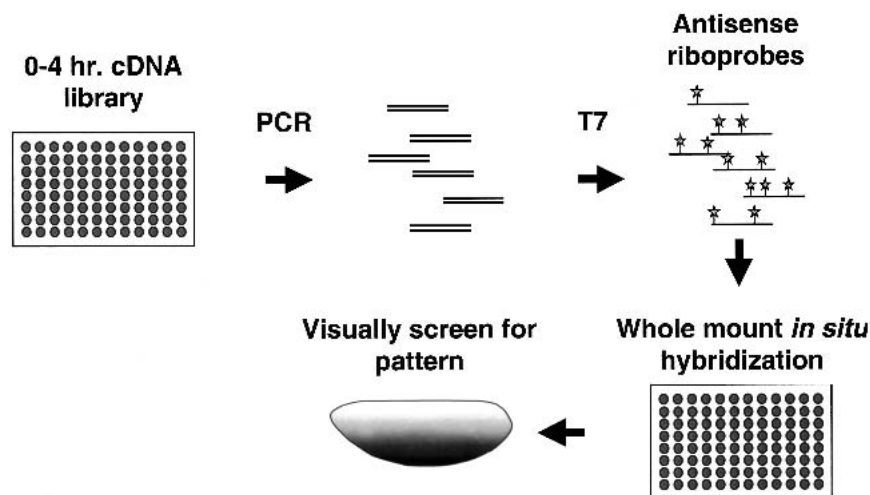 0-4 hr. cDNA
library
PCR
T7
Antisense
riboprobes
Whole mount in situ
hybridization
Visually screen for
pattern